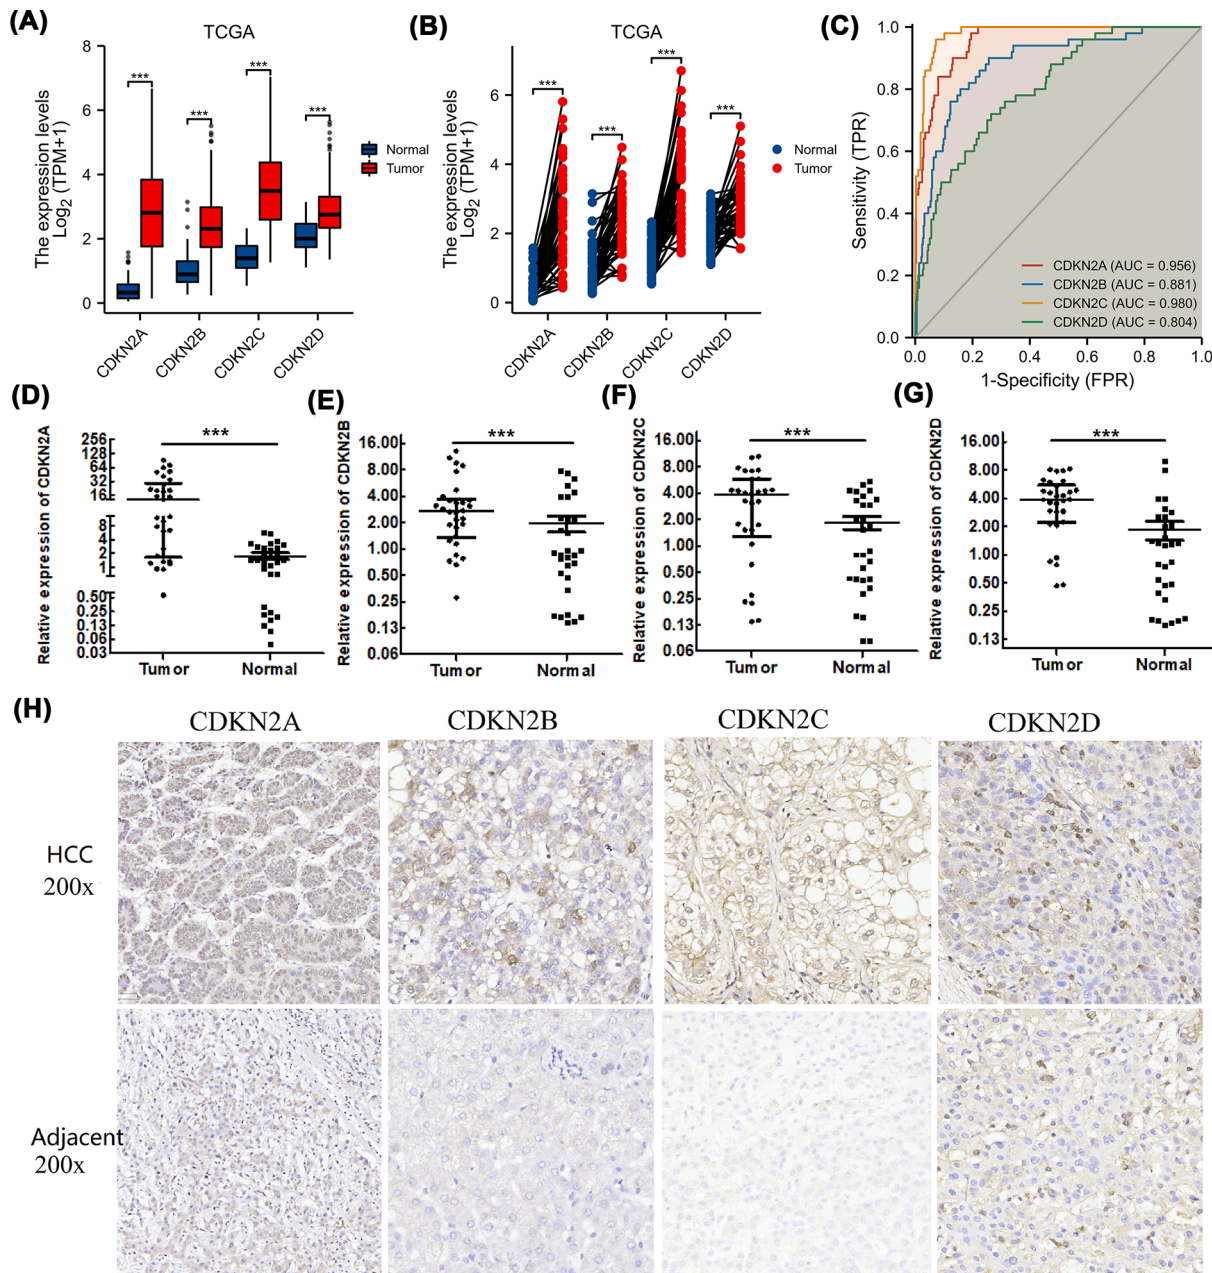 (A)
TCGA
The expression levels
Log2 (TPM+1)
8
6
4
2
0
***
***
***
***
Normal
Tumor
CDKN2A
CDKN2B
CDKN2C
CDKN2D
(B)
TCGA
The expression levels
Log2 (TPM+1)
6
4
2
0
***
***
***
***
Normal
Tumor
CDKN2A
CDKN2B
CDKN2C
CDKN2D
(C)
Sensitivity (TPR)
1.0
0.8
0.6
0.4
0.2
0.0
CDKN2A (AUC = 0.956)
CDKN2B (AUC = 0.881)
CDKN2C (AUC = 0.980)
CDKN2D (AUC = 0.804)
0.0 0.2 0.4 0.6 0.8 1.0
1-Specificity (FPR)
(D)
Relative expression of CDKN2A
256
128
64
32
16
8
4
2
1
0.50
0.25
0.13
0.06
0.03
***
Tumor Normal
(E)
Relative expression of CDKN2B
16.00
8.00
4.00
2.00
1.00
0.50
0.25
0.13
0.06
***
Tumor Normal
(F)
Relative expression of CDKN2C
16.00
8.00
4.00
2.00
1.00
0.50
0.25
0.13
0.06
***
Tumor Normal
(G)
Relative expression of CDKN2D
16.00
8.00
4.00
2.00
1.00
0.50
0.25
0.13
***
Tumor Normal
(H)
CDKN2A CDKN2B CDKN2C CDKN2D
HCC
200x
Adjacent
200x